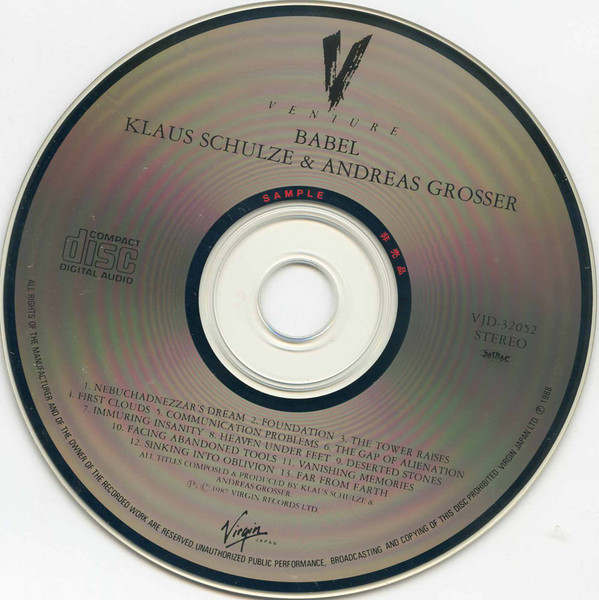 V
VENTURE
BABEL
KLAUS SCHULZE & ANDREAS GROSSER
SAMPLE
非売品
COMPACT
disc
DIGITAL AUDIO
VJD-32052
STEREO
1. NEBUCHADNEZZAR'S DREAM 2. FOUNDATION 3. THE TOWER RAISES
4. FIRST CLOUDS 5. COMMUNICATION PROBLEMS 6. THE GAP OF ALIENATION
7. IMMURING INSANITY 8. HEAVEN UNDER FEET 9. DESERTED STONES
10. FACING ABANDONED TOOLS 11. VANISHING MEMORIES
12. SINKING INTO OBLIVION 13. FAR FROM EARTH
ALL TITLES COMPOSED & PRODUCED BY KLAUS SCHULZE &
ANDREAS GROSSER.
℗, © 1987 VIRGIN RECORDS LTD
Virgin
JAPAN
ALL RIGHTS OF THE MANUFACTURER AND OF THE OWNER OF THE RECORDED WORK ARE RESERVED. UNAUTHORIZED PUBLIC PERFORMANCE, BROADCASTING AND COPYING OF THIS DISC PROHIBITED. VIRGIN JAPAN LTD. ℗ 1988